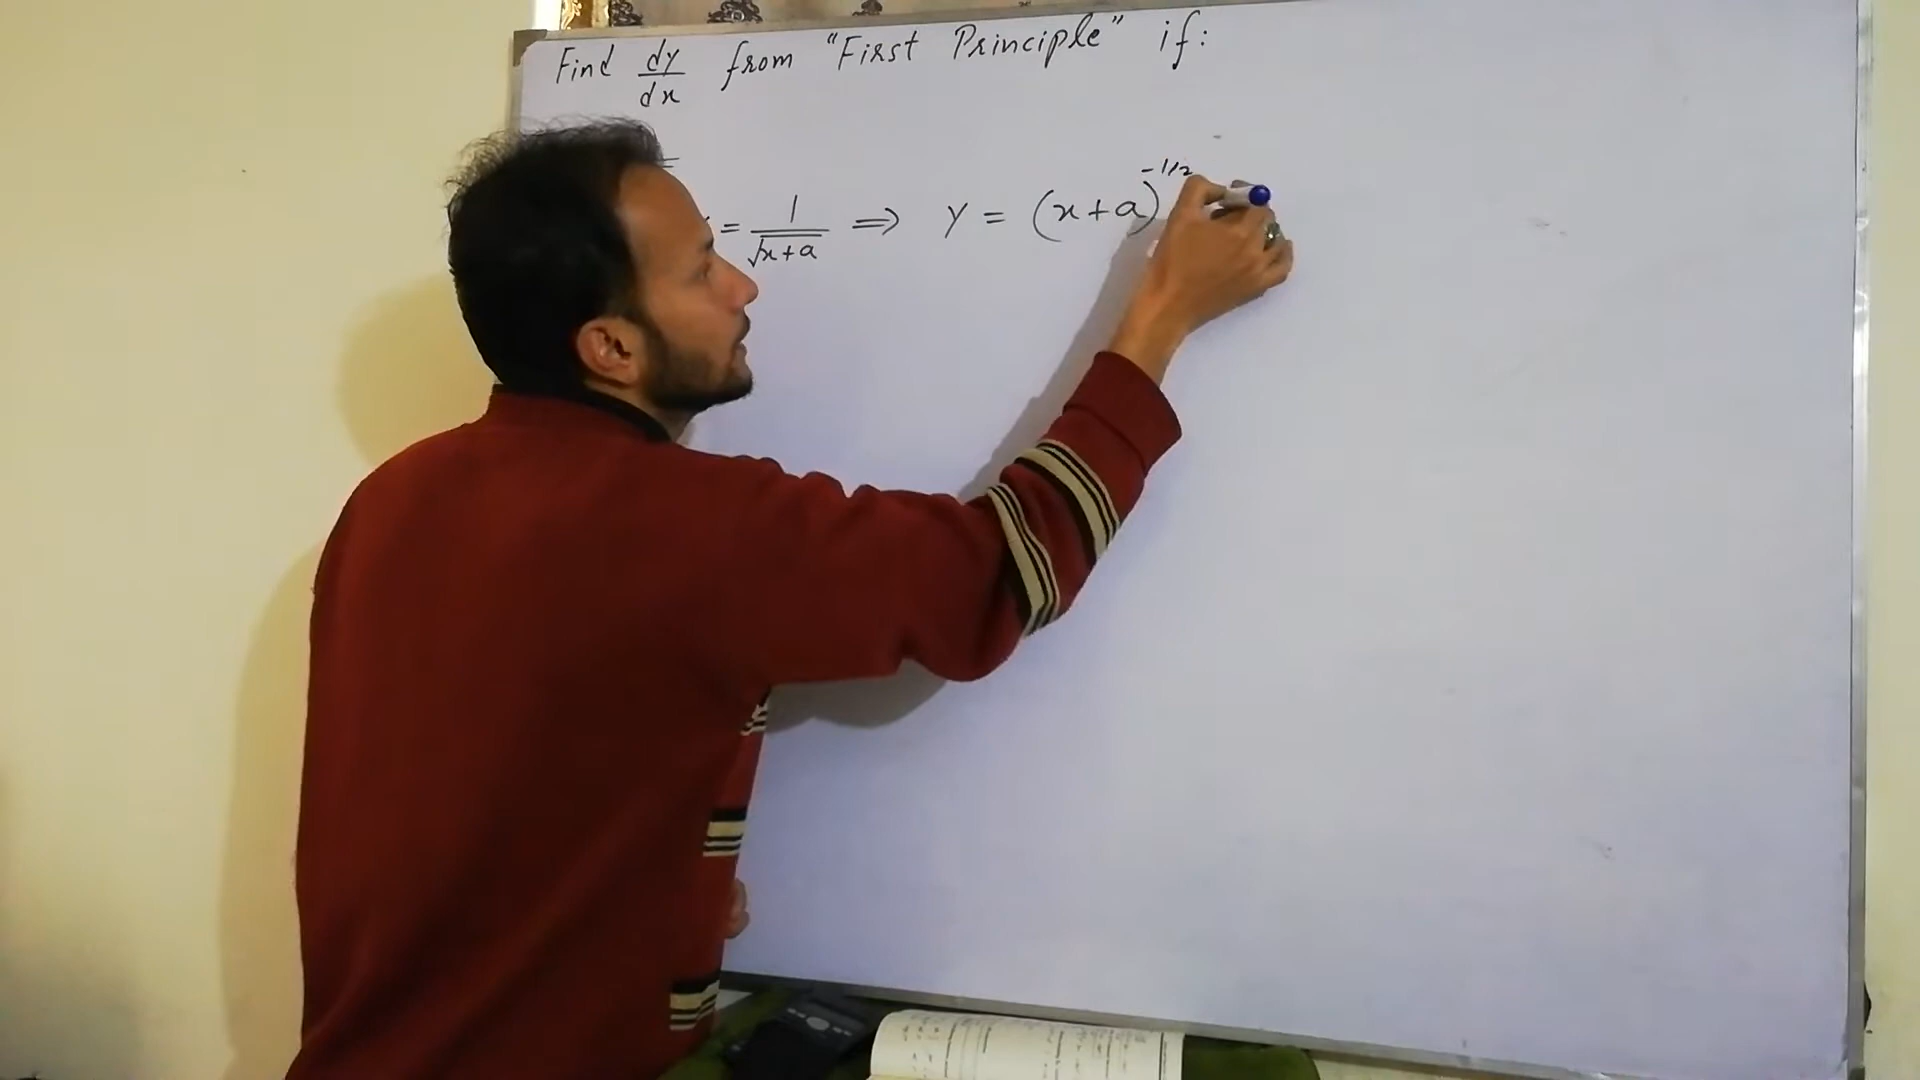 Find dy/dx from "First Principle" if:
= 1/√x+a ⇒ y = (x+a)^-1/2